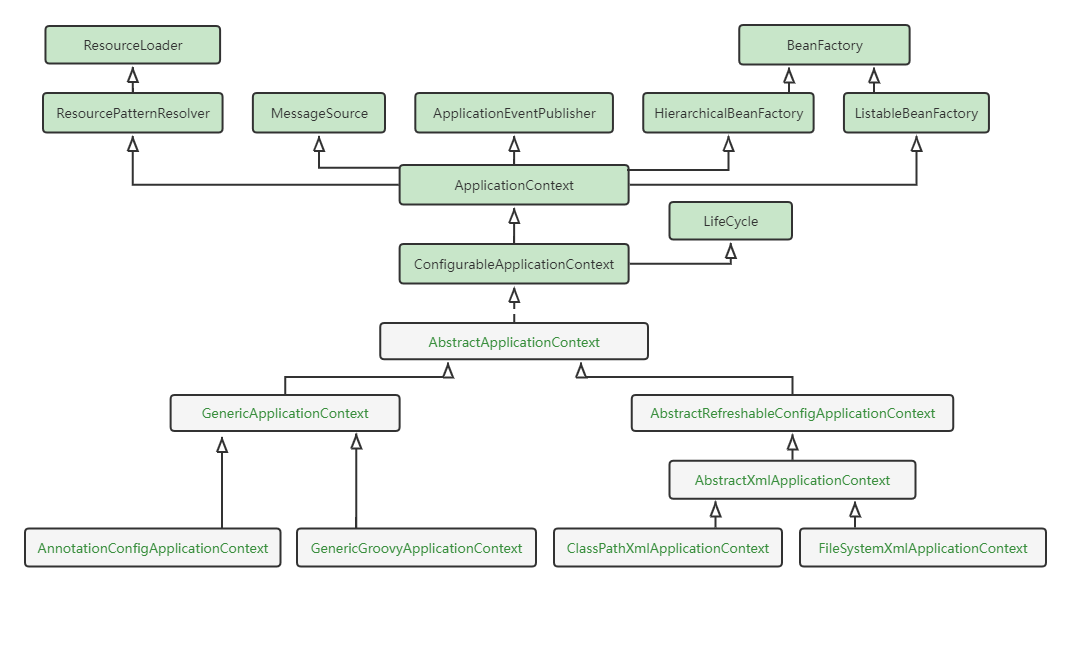 ResourceLoader
BeanFactory
ResourcePatternResolver
MessageSource
ApplicationEventPublisher
HierarchicalBeanFactory
ListableBeanFactory
ApplicationContext
LifeCycle
ConfigurableApplicationContext
AbstractApplicationContext
GenericApplicationContext
AbstractRefreshableConfigApplicationContext
AbstractXmlApplicationContext
AnnotationConfigApplicationContext
GenericGroovyApplicationContext
ClassPathXmlApplicationContext
FileSystemXmlApplicationContext